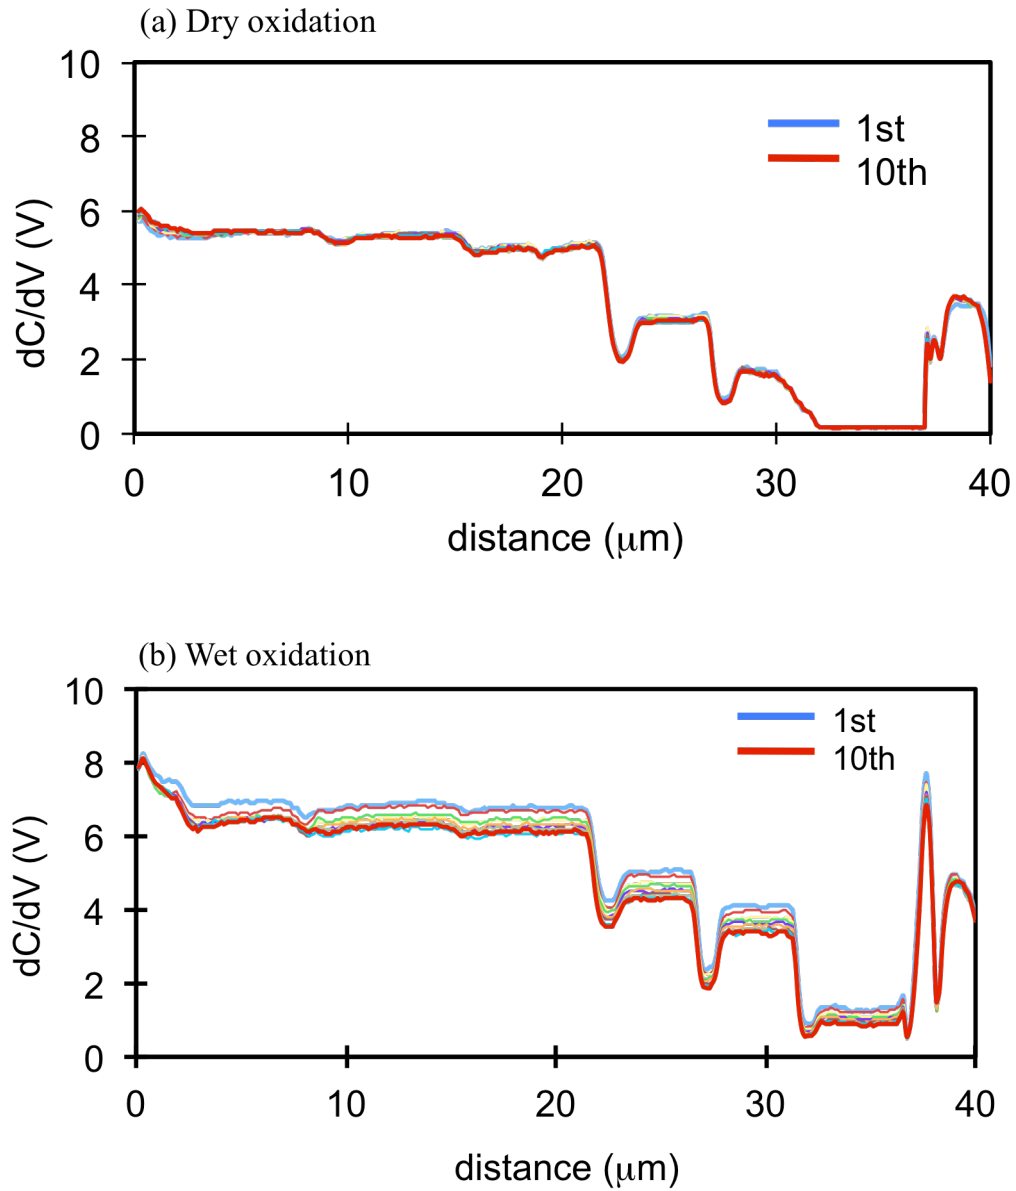 (a) Dry oxidation
10
8
6
4
2
0
dC/dV (V)
1st
10th
0 10 20 30 40
distance (μm)
(b) Wet oxidation
10
8
6
4
2
0
dC/dV (V)
1st
10th
0 10 20 30 40
distance (μm)